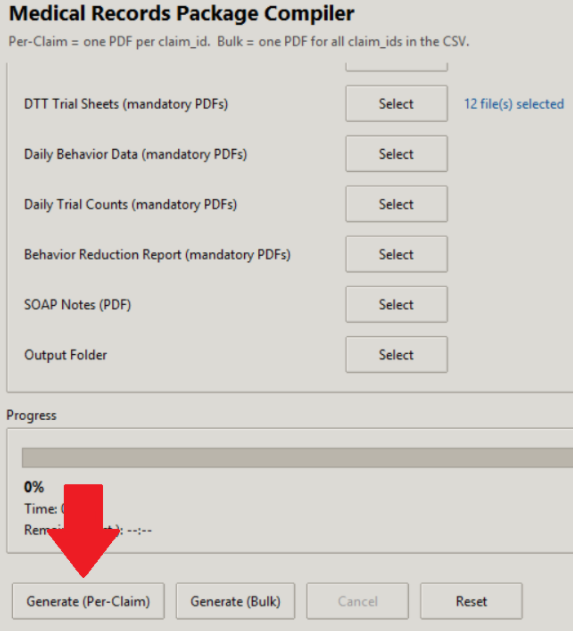 Medical Records Package Compiler
Per-Claim = one PDF per claim_id. Bulk = one PDF for all claim_ids in the CSV.
DTT Trial Sheets (mandatory PDFs) Select 12 file(s) selected
Daily Behavior Data (mandatory PDFs) Select
Daily Trial Counts (mandatory PDFs) Select
Behavior Reduction Report (mandatory PDFs) Select
SOAP Notes (PDF) Select
Output Folder Select
Progress
0%
Time:
--:--
Generate (Per-Claim) Generate (Bulk) Cancel Reset